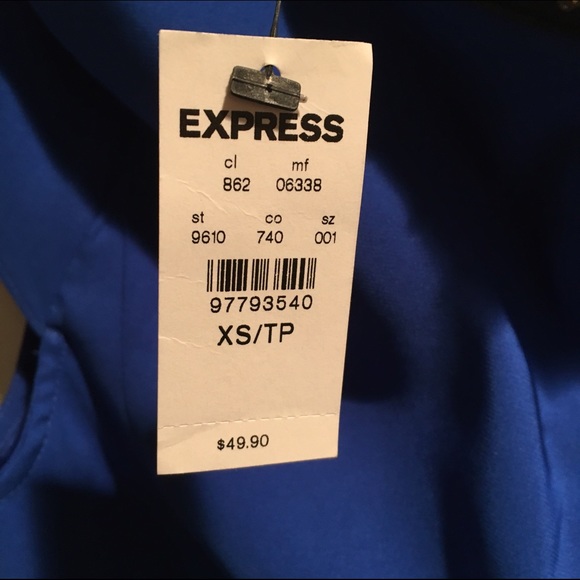 EXPRESS
cl mf
862 06338
st co sz
9610 740 001
97793540
XS/TP
$49.90